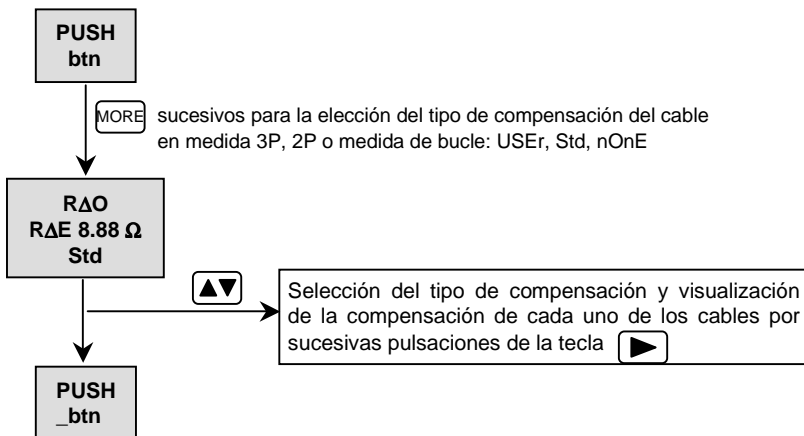 PUSH
btn
MORE sucesivos para la elección del tipo de compensación del cable
en medida 3P, 2P o medida de bucle: USEr, Std, nOnE
R∆O
R∆E 8.88 Ω
Std
▲▼
Selección del tipo de compensación y visualización
de la compensación de cada uno de los cables por
sucesivas pulsaciones de la tecla ►
PUSH
_btn